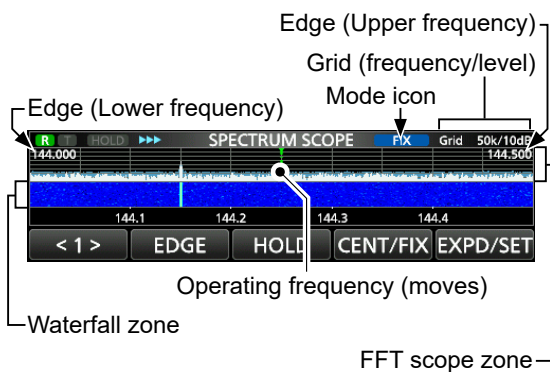 Edge (Upper frequency)
Grid (frequency/level)
Mode icon
Edge (Lower frequency)
R T HOLD SPECTRUM SCOPE FIX Grid 50k/10dB
144.000 144.500
144.1 144.2 144.3 144.4
< 1 > EDGE HOLD CENT/FIX EXPD/SET
Operating frequency (moves)
Waterfall zone
FFT scope zone